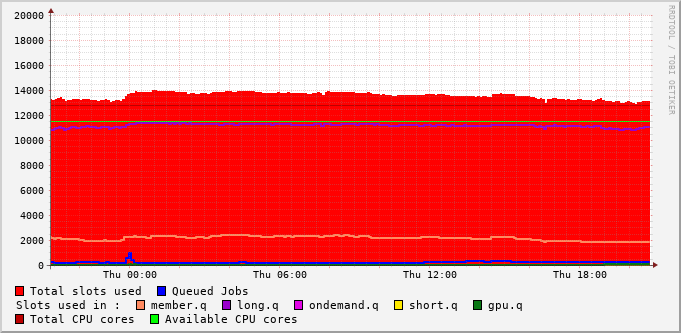 20000
18000
16000
14000
12000
10000
8000
6000
4000
2000
0
Thu 00:00 Thu 06:00 Thu 12:00 Thu 18:00
RRDTOOL / TOBI OETIKER
Total slots used Queued Jobs
Slots used in : member.q long.q ondemand.q short.q gpu.q
Total CPU cores Available CPU cores